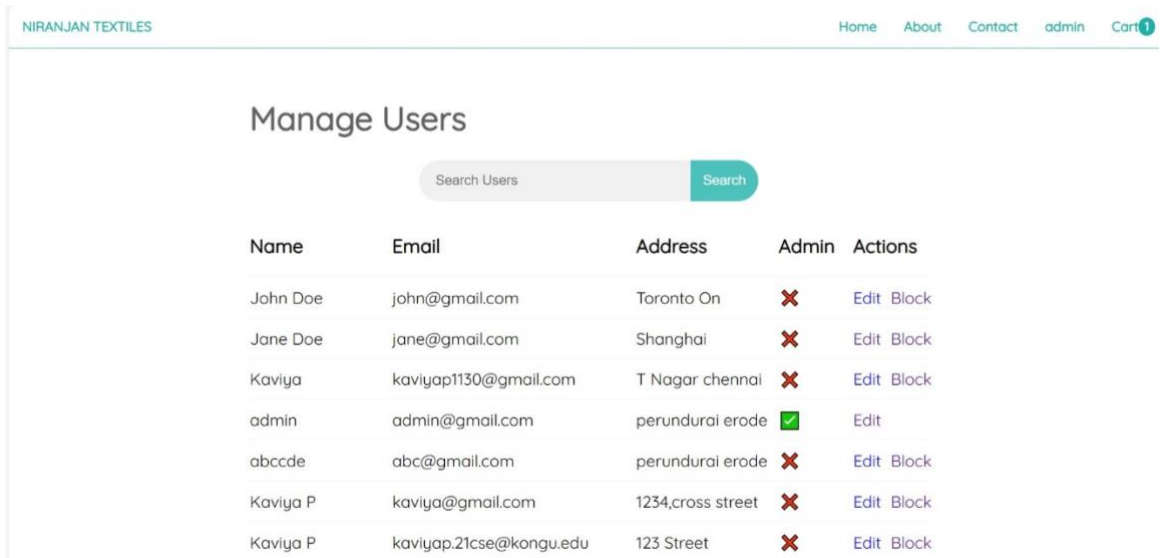 NIRANJAN TEXTILES Home About Contact admin Cart 1
Manage Users
Search Users Search
Name Email Address Admin Actions
John Doe john@gmail.com Toronto On Edit Block
Jane Doe jane@gmail.com Shanghai Edit Block
Kaviya kaviyap1130@gmail.com T Nagar chennai Edit Block
admin admin@gmail.com perundurai erode Edit
abccde abc@gmail.com perundurai erode Edit Block
Kaviya P kaviya@gmail.com 1234,cross street Edit Block
Kaviya P kaviyap.21cse@kongu.edu 123 Street Edit Block